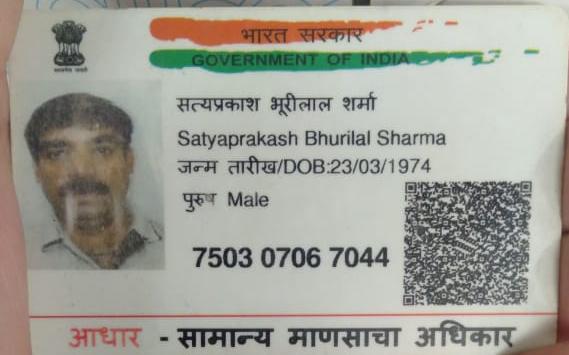 भारत सरकार
GOVERNMENT OF INDIA
सत्यप्रकाश भूरीलाल शर्मा
Satyaprakash Bhurilal Sharma
जन्म तारीख/DOB:23/03/1974
पुरुष Male
7503 0706 7044
आधार - सामान्य माणसाचा अधिकार